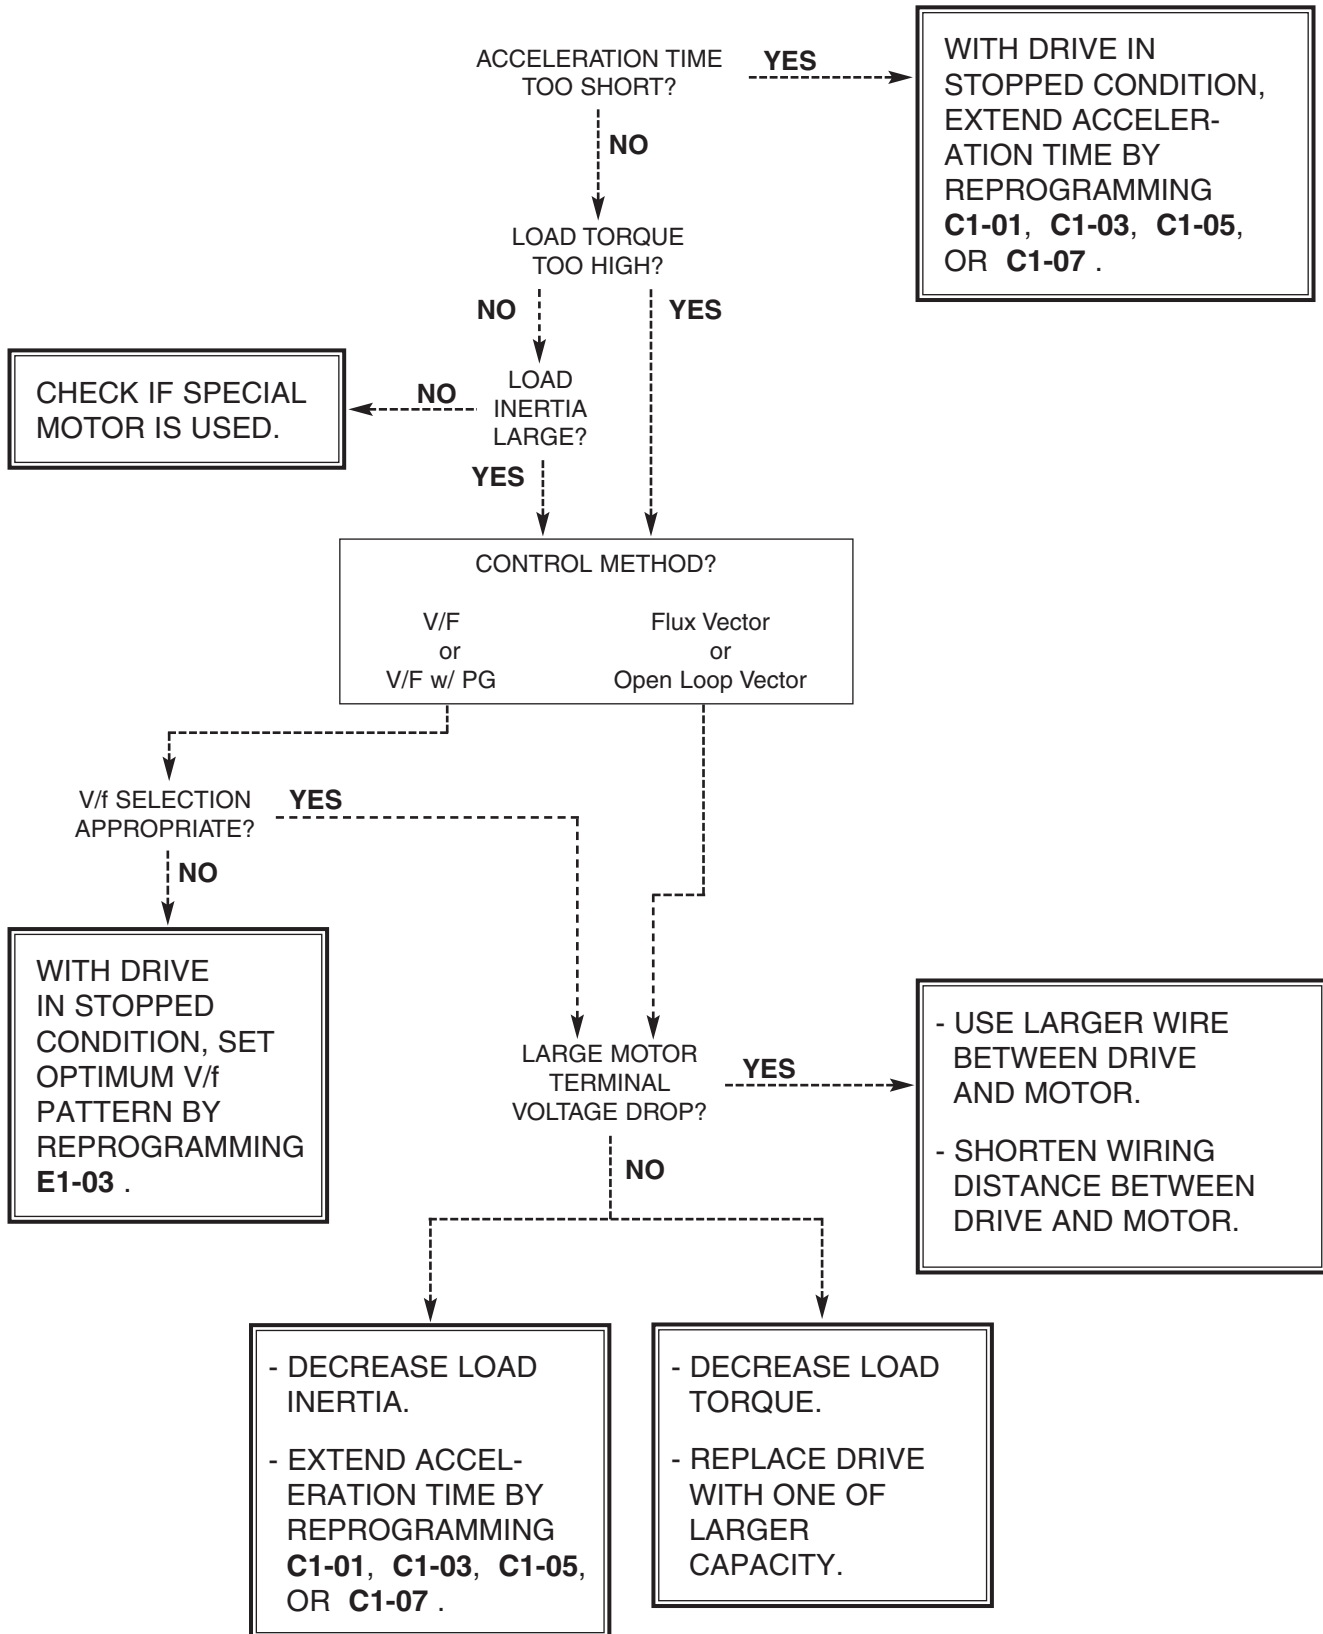 ACCELERATION TIME
TOO SHORT?
YES
WITH DRIVE IN
STOPPED CONDITION,
EXTEND ACCELER-
ATION TIME BY
REPROGRAMMING
C1-01, C1-03, C1-05,
OR C1-07 .
NO
LOAD TORQUE
TOO HIGH?
NO
YES
LOAD
INERTIA
LARGE?
NO
CHECK IF SPECIAL
MOTOR IS USED.
YES
CONTROL METHOD?
V/F
or
V/F w/ PG
Flux Vector
or
Open Loop Vector
V/f SELECTION
APPROPRIATE?
YES
NO
WITH DRIVE
IN STOPPED
CONDITION, SET
OPTIMUM V/f
PATTERN BY
REPROGRAMMING
E1-03 .
LARGE MOTOR
TERMINAL
VOLTAGE DROP?
YES
- USE LARGER WIRE
BETWEEN DRIVE
AND MOTOR.
- SHORTEN WIRING
DISTANCE BETWEEN
DRIVE AND MOTOR.
NO
- DECREASE LOAD
INERTIA.
- EXTEND ACCEL-
ERATION TIME BY
REPROGRAMMING
C1-01, C1-03, C1-05,
OR C1-07 .
- DECREASE LOAD
TORQUE.
- REPLACE DRIVE
WITH ONE OF
LARGER
CAPACITY.